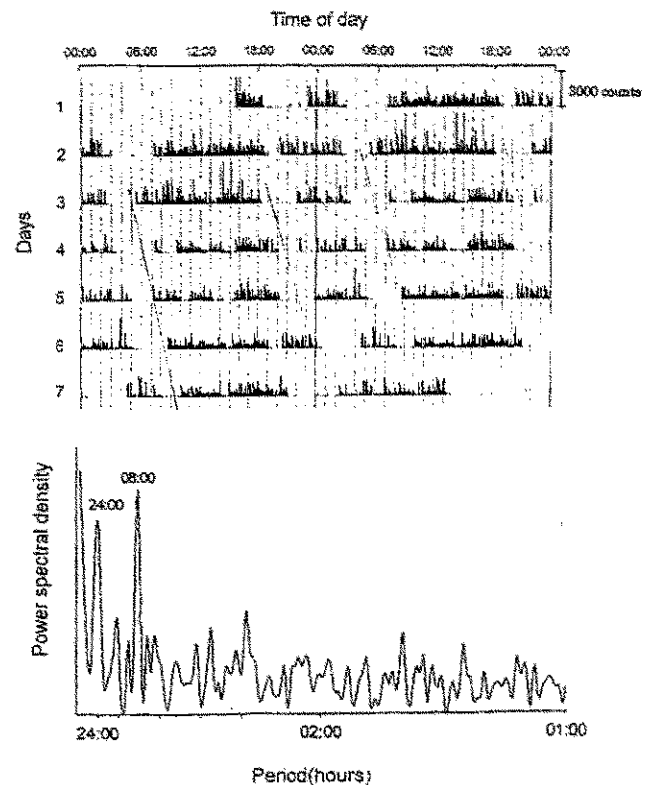 Time of day
00:00 06:00 12:00 18:00 00:00 06:00 12:00 18:00 00:00
3000 counts
Days
1
2
3
4
5
6
7
Power spectral density
24:00
08:00
24:00 02:00 01:00
Period(hours)